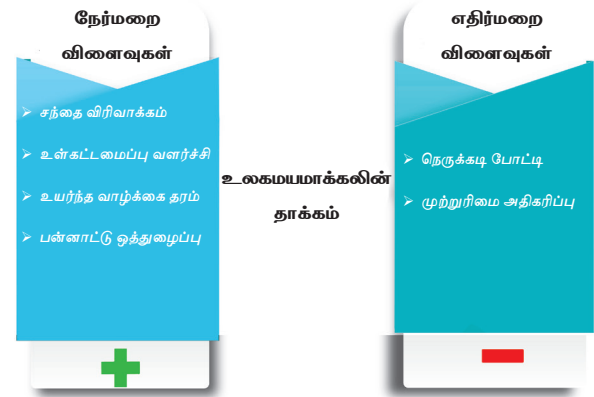 நேர்மறை
விளைவுகள்
சந்தை விரிவாக்கம்
உள்கட்டமைப்பு வளர்ச்சி
உயர்ந்த வாழ்க்கை தரம்
பன்னாட்டு ஒத்துழைப்பு
உலகமயமாக்கலின்
தாக்கம்
எதிர்மறை
விளைவுகள்
நெருக்கடி போட்டி
முற்றுரிமை அதிகரிப்பு